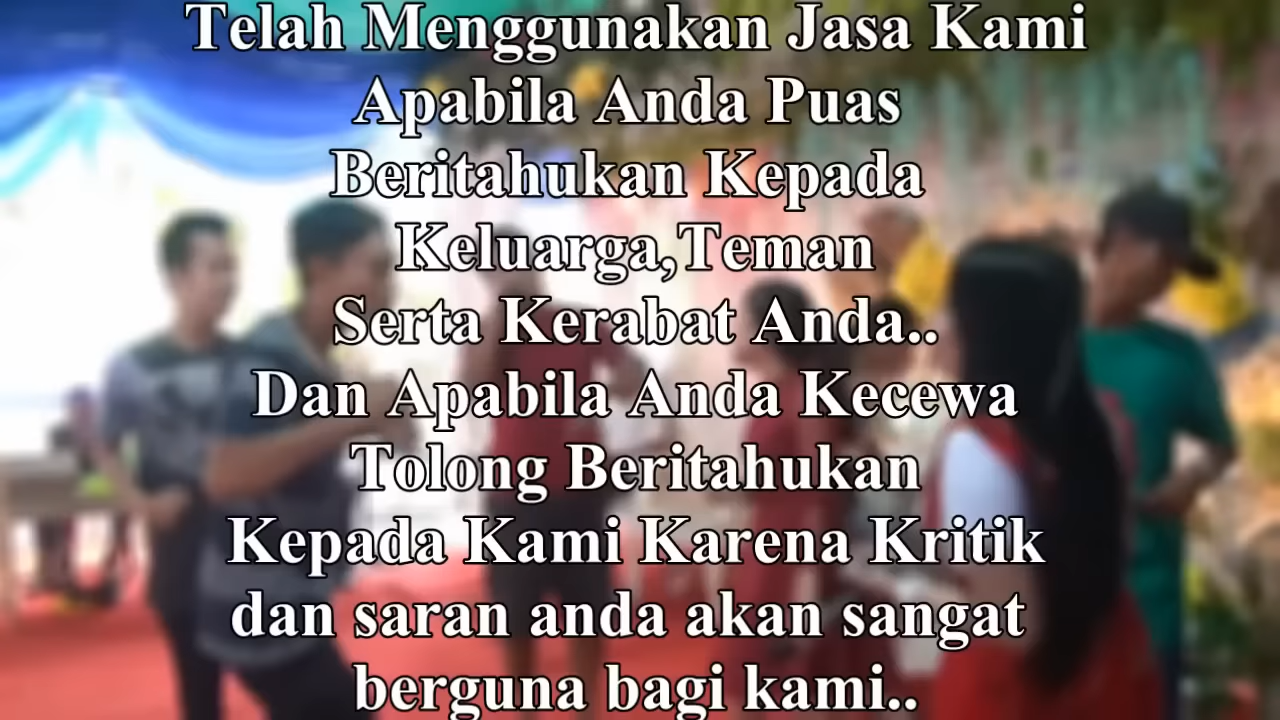 Telah Menggunakan Jasa Kami
Apabila Anda Puas
Beritahukan Kepada
Keluarga,Teman
Serta Kerabat Anda..
Dan Apabila Anda Kecewa
Tolong Beritahukan
Kepada Kami Karena Kritik
dan saran anda akan sangat
berguna bagi kami..